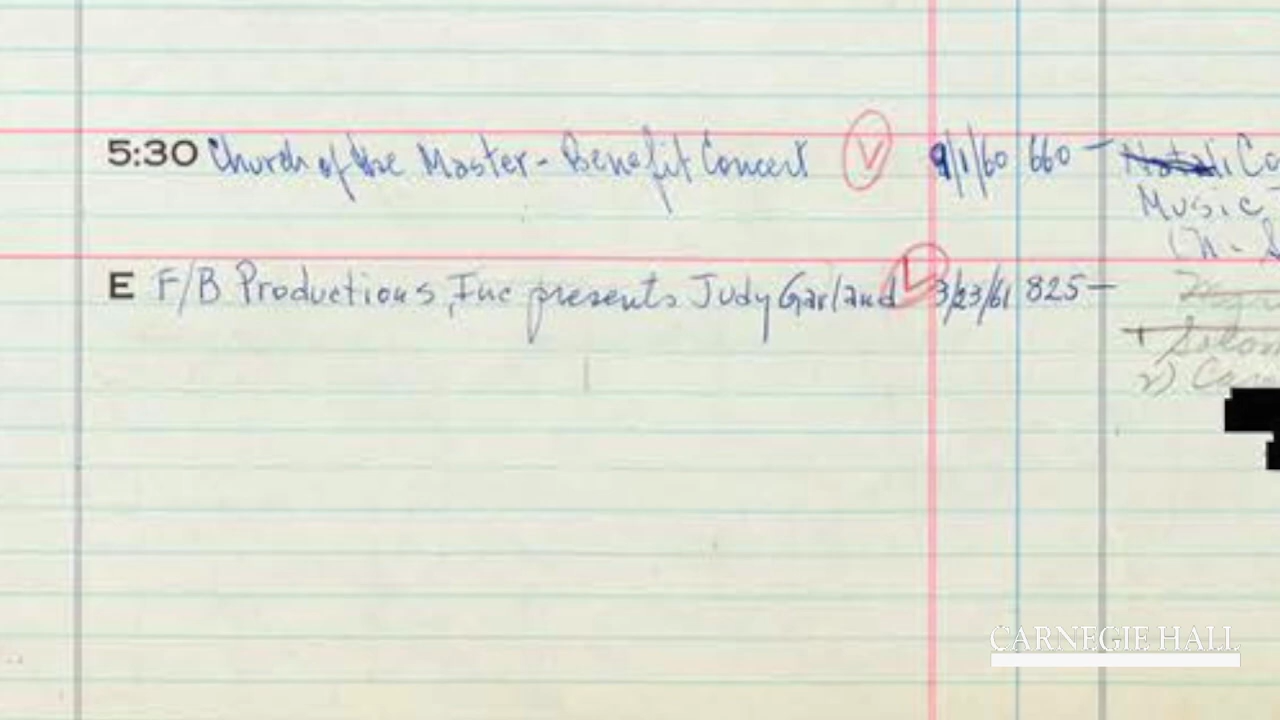 5:30 Church of the Master - Benefit Concert V 9/1/60 660 —
Music
E F/B Productions, Inc presents Judy Garland L 3/23/61 825 —
2)
CARNEGIE HALL